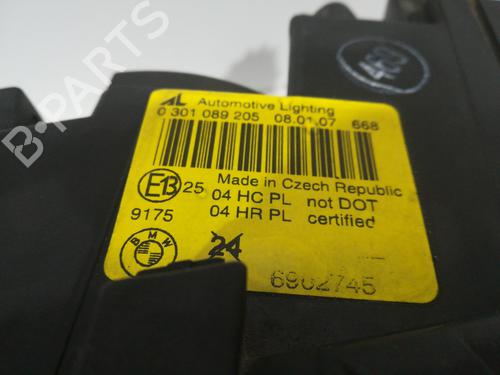 B-PARTS
AL Automotive Lighting
0 301 089 205 08.01.07 668
E13 25
Made in Czech Republic
04 HC PL not DOT
9175 04 HR PL certified
BMW
24
6902745